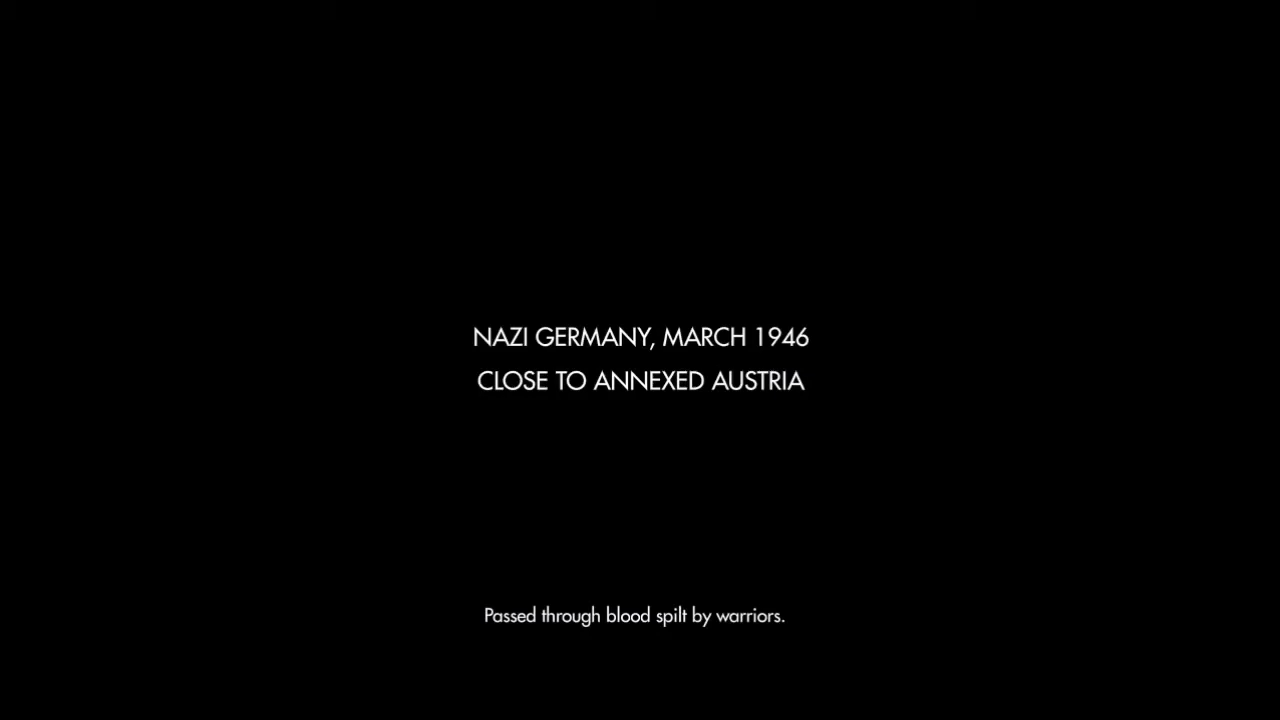 NAZI GERMANY, MARCH 1946
CLOSE TO ANNEXED AUSTRIA
Passed through blood spilt by warriors.